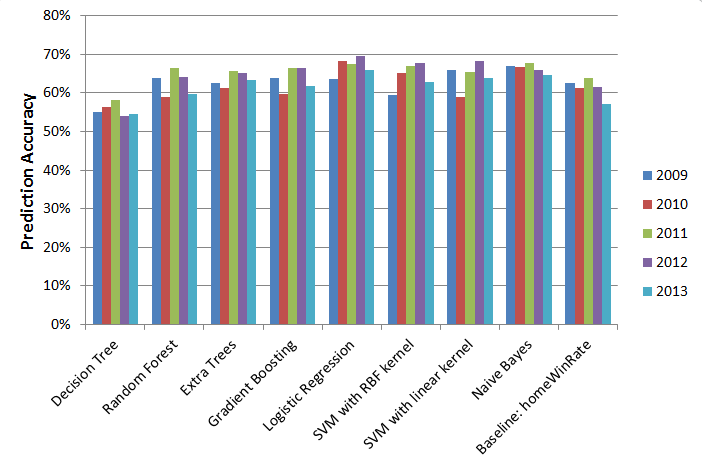 80%
70%
60%
50%
40%
30%
20%
10%
0%
Prediction Accuracy
Decision Tree
Random Forest
Extra Trees
Gradient Boosting
Logistic Regression
SVM with RBF kernel
SVM with linear kernel
Naive Bayes
Baseline: homeWinRate
2009
2010
2011
2012
2013